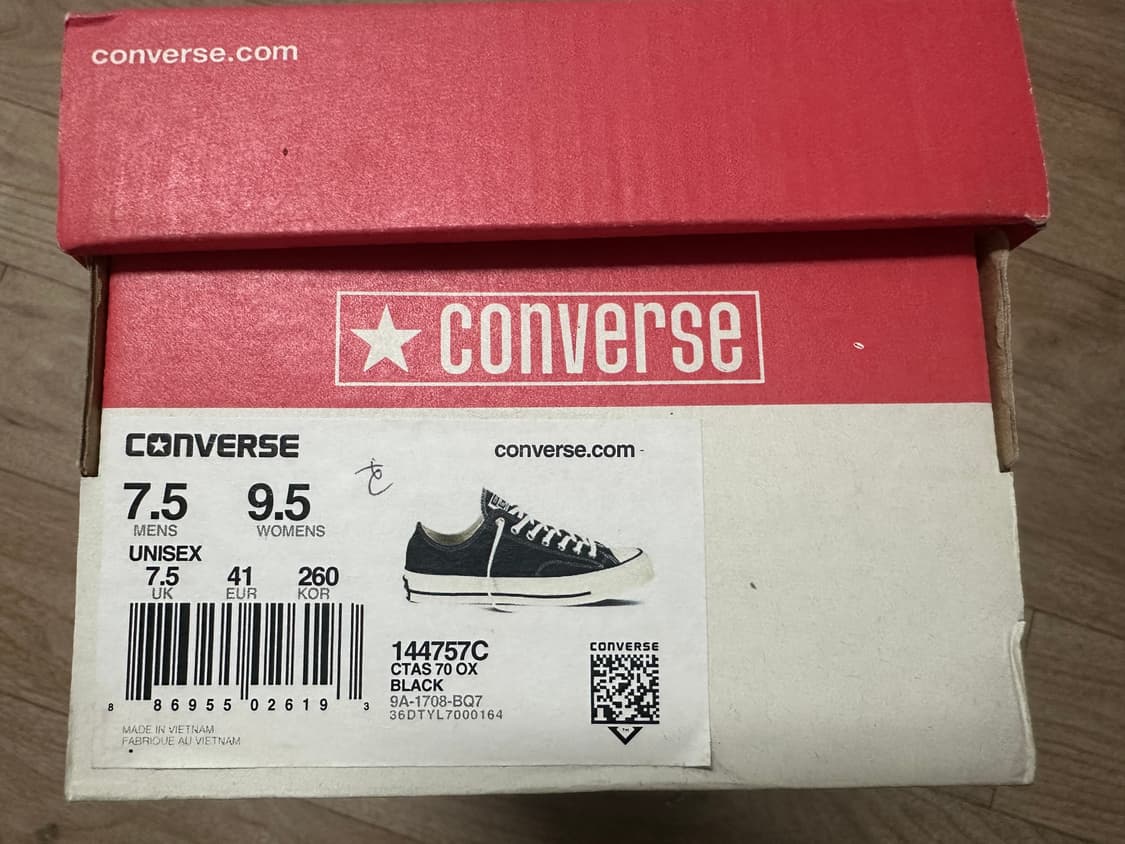 converse.com
converse
CONVERSE
converse.com
7.5 9.5
MENS WOMENS
UNISEX
7.5 41 260
UK EUR KOR
8 86955 02619 3
MADE IN VIETNAM
FABRIQUE AU VIETNAM
144757C
CTAS 70 OX
BLACK
9A-1708-BQ7
36DTYL7000164
CONVERSE